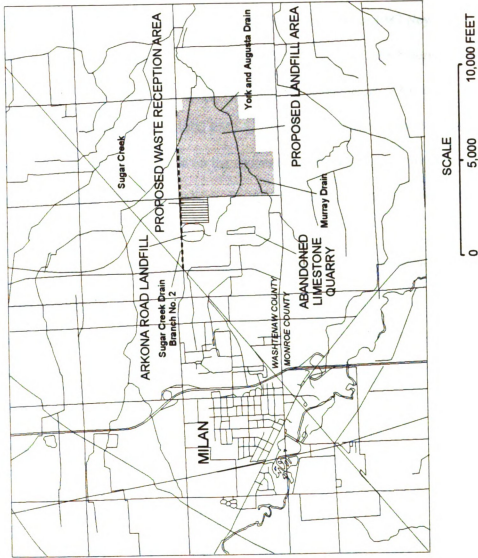 Sugar Creek
ARKONA ROAD LANDFILL
Sugar Creek Drain
Branch No. 2
PROPOSED WASTE RECEPTION AREA
York and Augusta Drain
PROPOSED LANDFILL AREA
Murray Drain
ABANDONED
LIMESTONE
QUARRY
WASHTENAW COUNTY
MONROE COUNTY
MILAN
SCALE
0
5,000
10,000 FEET